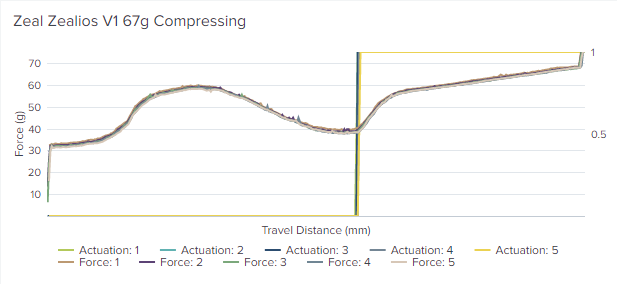 Zeal Zealios V1 67g Compressing
70
60
50
40
30
20
10
Force (g)
1
0.5
Travel Distance (mm)
Actuation: 1 Actuation: 2 Actuation: 3 Actuation: 4 Actuation: 5
Force: 1 Force: 2 Force: 3 Force: 4 Force: 5